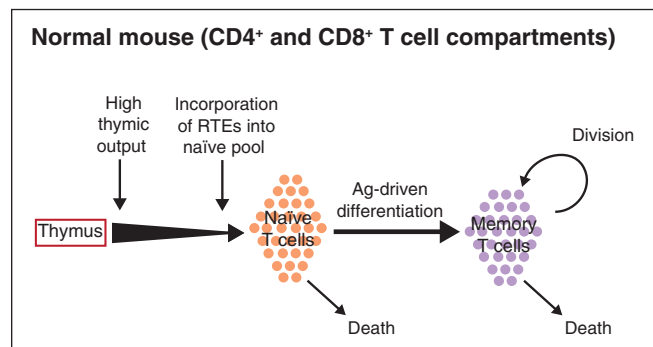 Normal mouse (CD4⁺ and CD8⁺ T cell compartments)
High
thymic
output
Incorporation
of RTEs into
naïve pool
Division
Ag-driven
differentiation
Thymus
Naïve
T cells
Memory
T cells
Death
Death